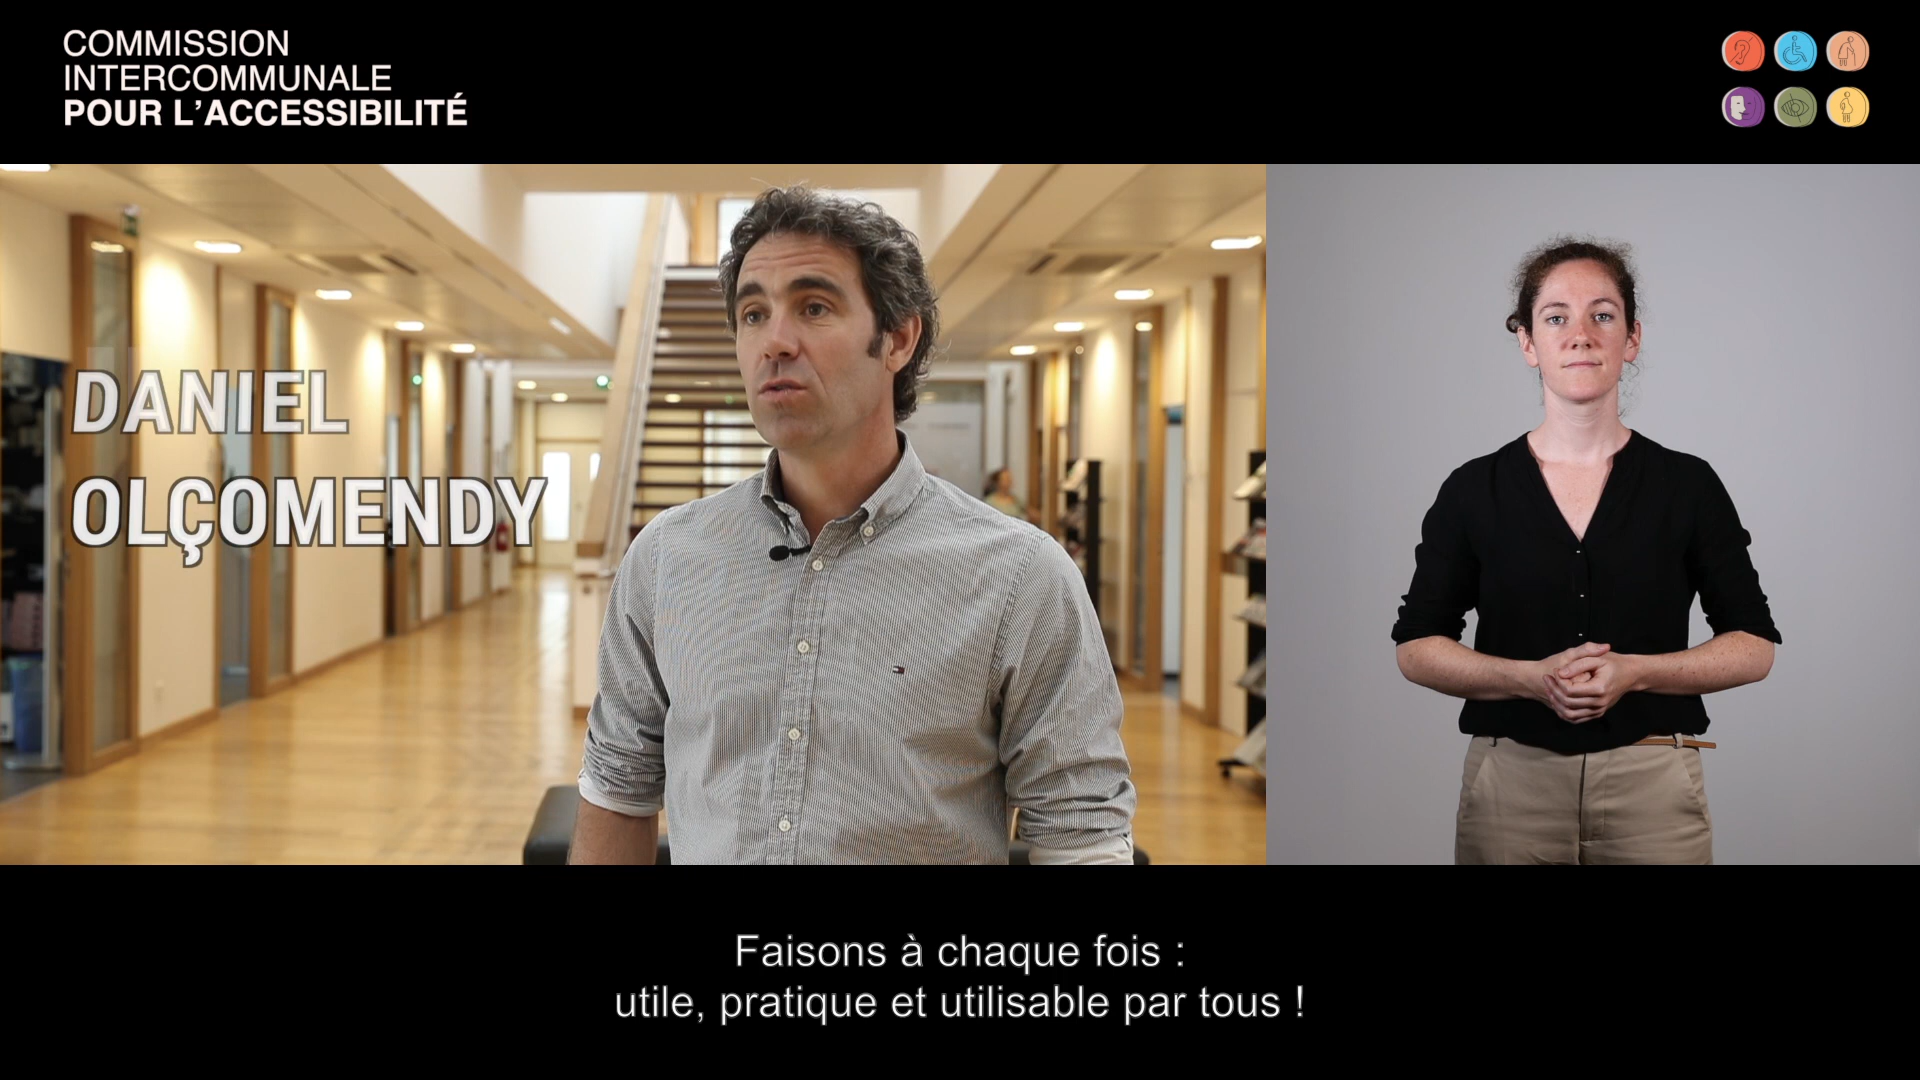 COMMISSION
INTERCOMMUNALE
POUR L’ACCESSIBILITÉ
DANIEL
OLÇOMENDY
Faisons à chaque fois :
utile, pratique et utilisable par tous !